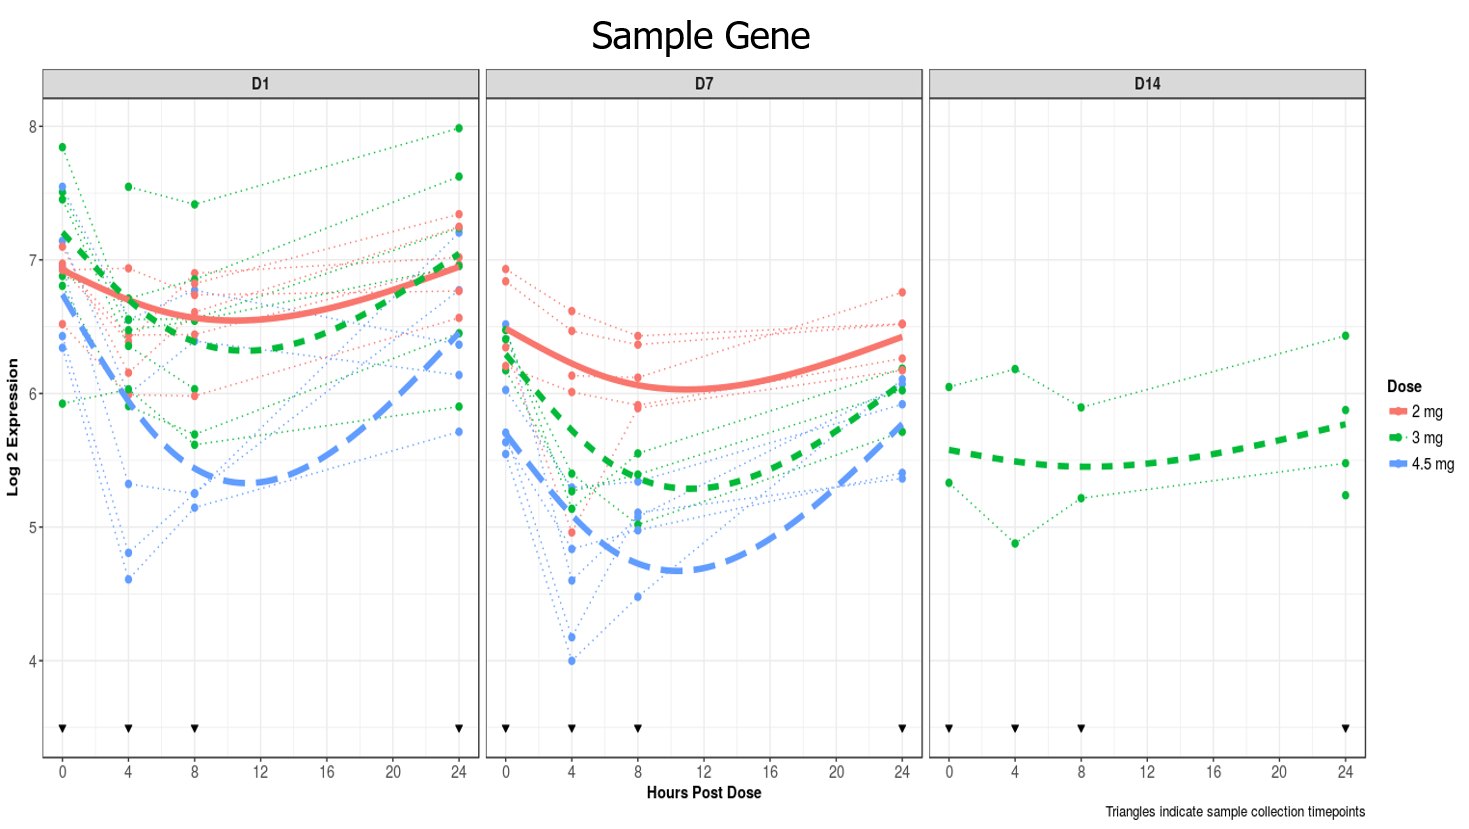 Sample Gene
D1 D7 D14
8
7
6
5
4
Log 2 Expression
0 4 8 12 16 20 24 0 4 8 12 16 20 24 0 4 8 12 16 20 24
Hours Post Dose
Dose
2 mg
3 mg
4.5 mg
Triangles indicate sample collection timepoints